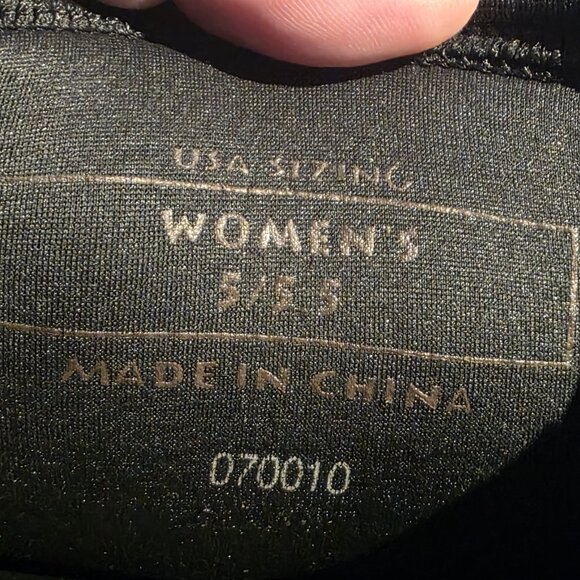 USA SIZING
WOMEN'S
5/5.5
MADE IN CHINA
070010